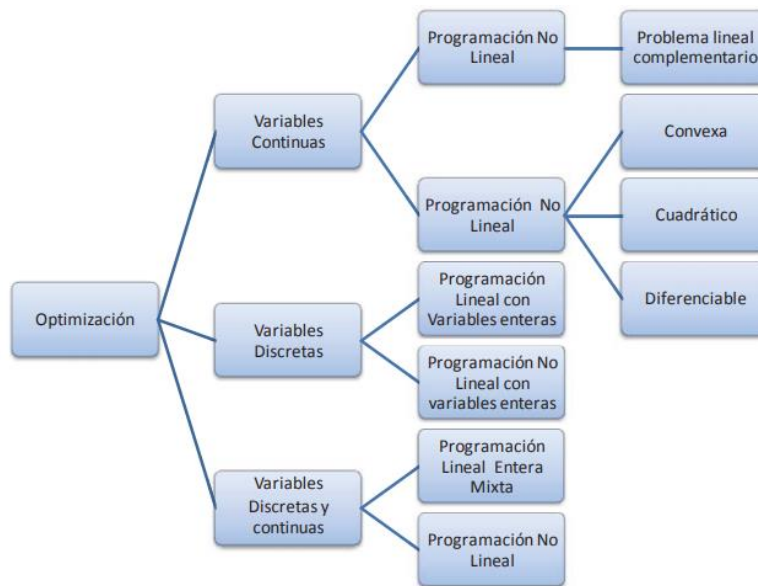 Optimización
Variables
Continuas
Programación No
Lineal
Problema lineal
complementario
Programación No
Lineal
Convexa
Cuadrático
Diferenciable
Variables
Discretas
Programación
Lineal con
Variables enteras
Programación No
Lineal con
variables enteras
Variables
Discretas y
continuas
Programación
Lineal Entera
Mixta
Programación No
Lineal